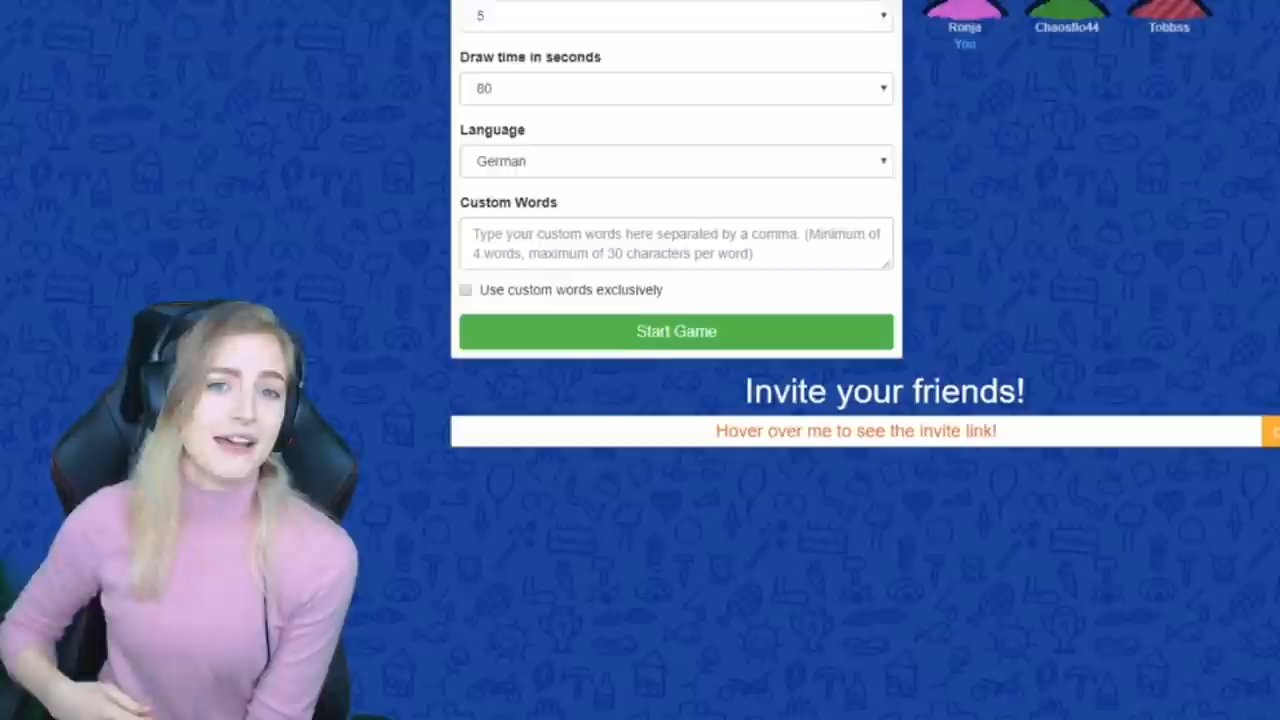 5
Ronja
Chaosflo44
Tobbss
You
Draw time in seconds
80
Language
German
Custom Words
Type your custom words here separated by a comma. (Minimum of
4 words, maximum of 30 characters per word)
Use custom words exclusively
Start Game
Invite your friends!
Hover over me to see the invite link!